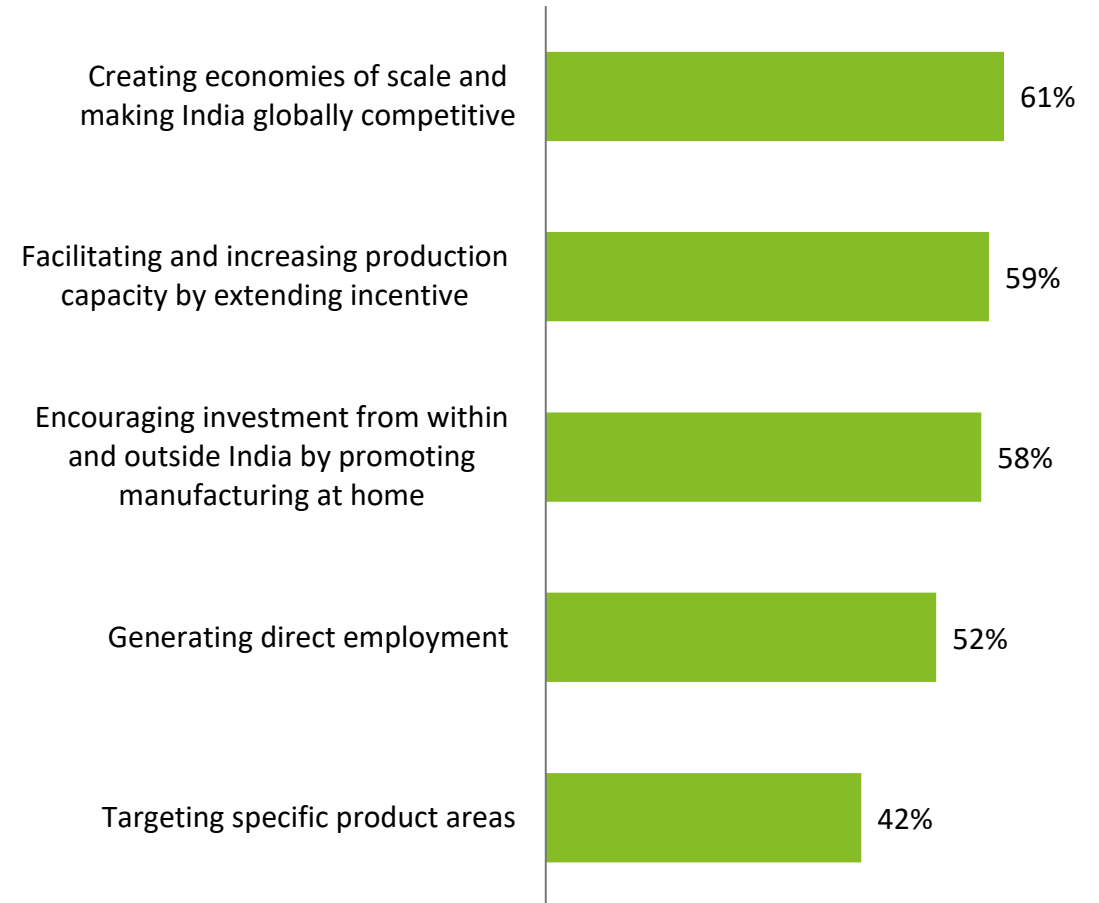 Creating economies of scale and
making India globally competitive
61%
Facilitating and increasing production
capacity by extending incentive
59%
Encouraging investment from within
and outside India by promoting
manufacturing at home
58%
Generating direct employment
52%
Targeting specific product areas
42%